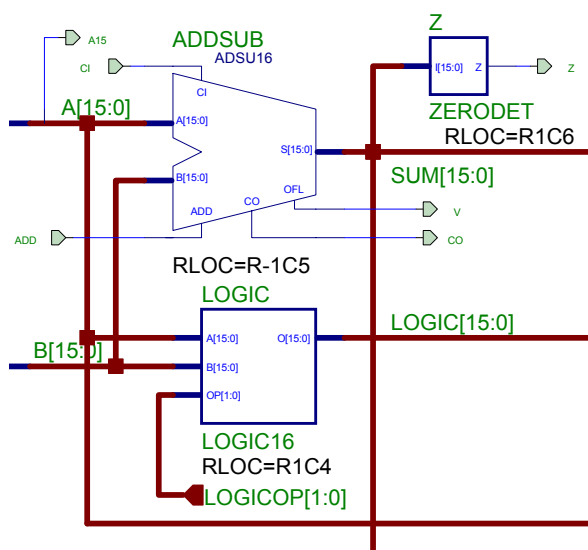 ADDSUB
Z
A15
ADSU16
CI
CI
I[15:0]
Z
Z
A[15:0]
A[15:0]
ZERODET
RLOC=R1C6
S[15:0]
B[15:0]
SUM[15:0]
OFL
CO
ADD
V
ADD
CO
RLOC=R-1C5
LOGIC
LOGIC[15:0]
A[15:0]
O[15:0]
B[15:0]
B[15:0]
OP[1:0]
LOGIC16
RLOC=R1C4
LOGICOP[1:0]